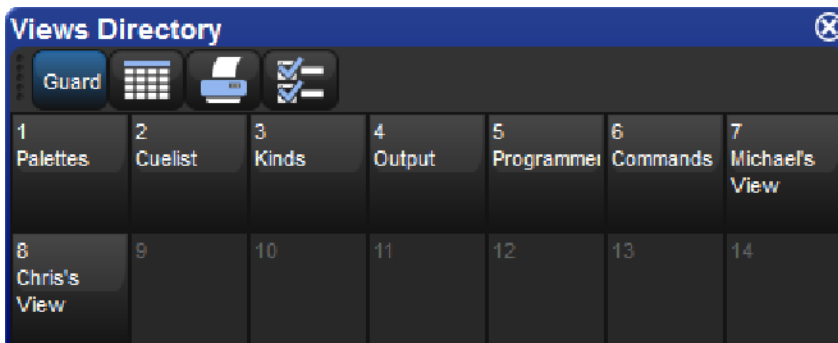 Views Directory
Guard
1 2 3 4 5 6 7
Palettes Cuelist Kinds Output Programmer Commands Michael's
View
8 9 10 11 12 13 14
Chris's
View